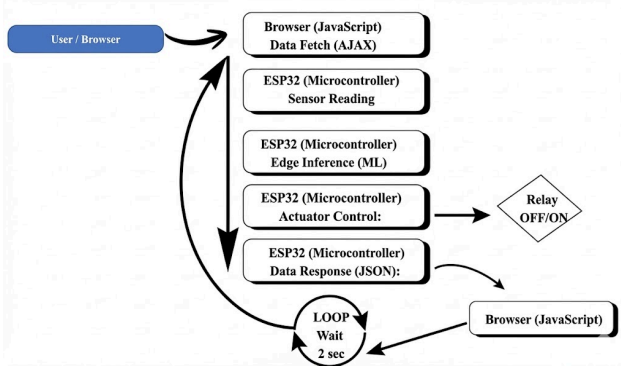 User / Browser
Browser (JavaScript)
Data Fetch (AJAX)
ESP32 (Microcontroller)
Sensor Reading
ESP32 (Microcontroller)
Edge Inference (ML)
ESP32 (Microcontroller)
Actuator Control:
Relay
OFF/ON
ESP32 (Microcontroller)
Data Response (JSON):
Browser (JavaScript)
LOOP
Wait
2 sec